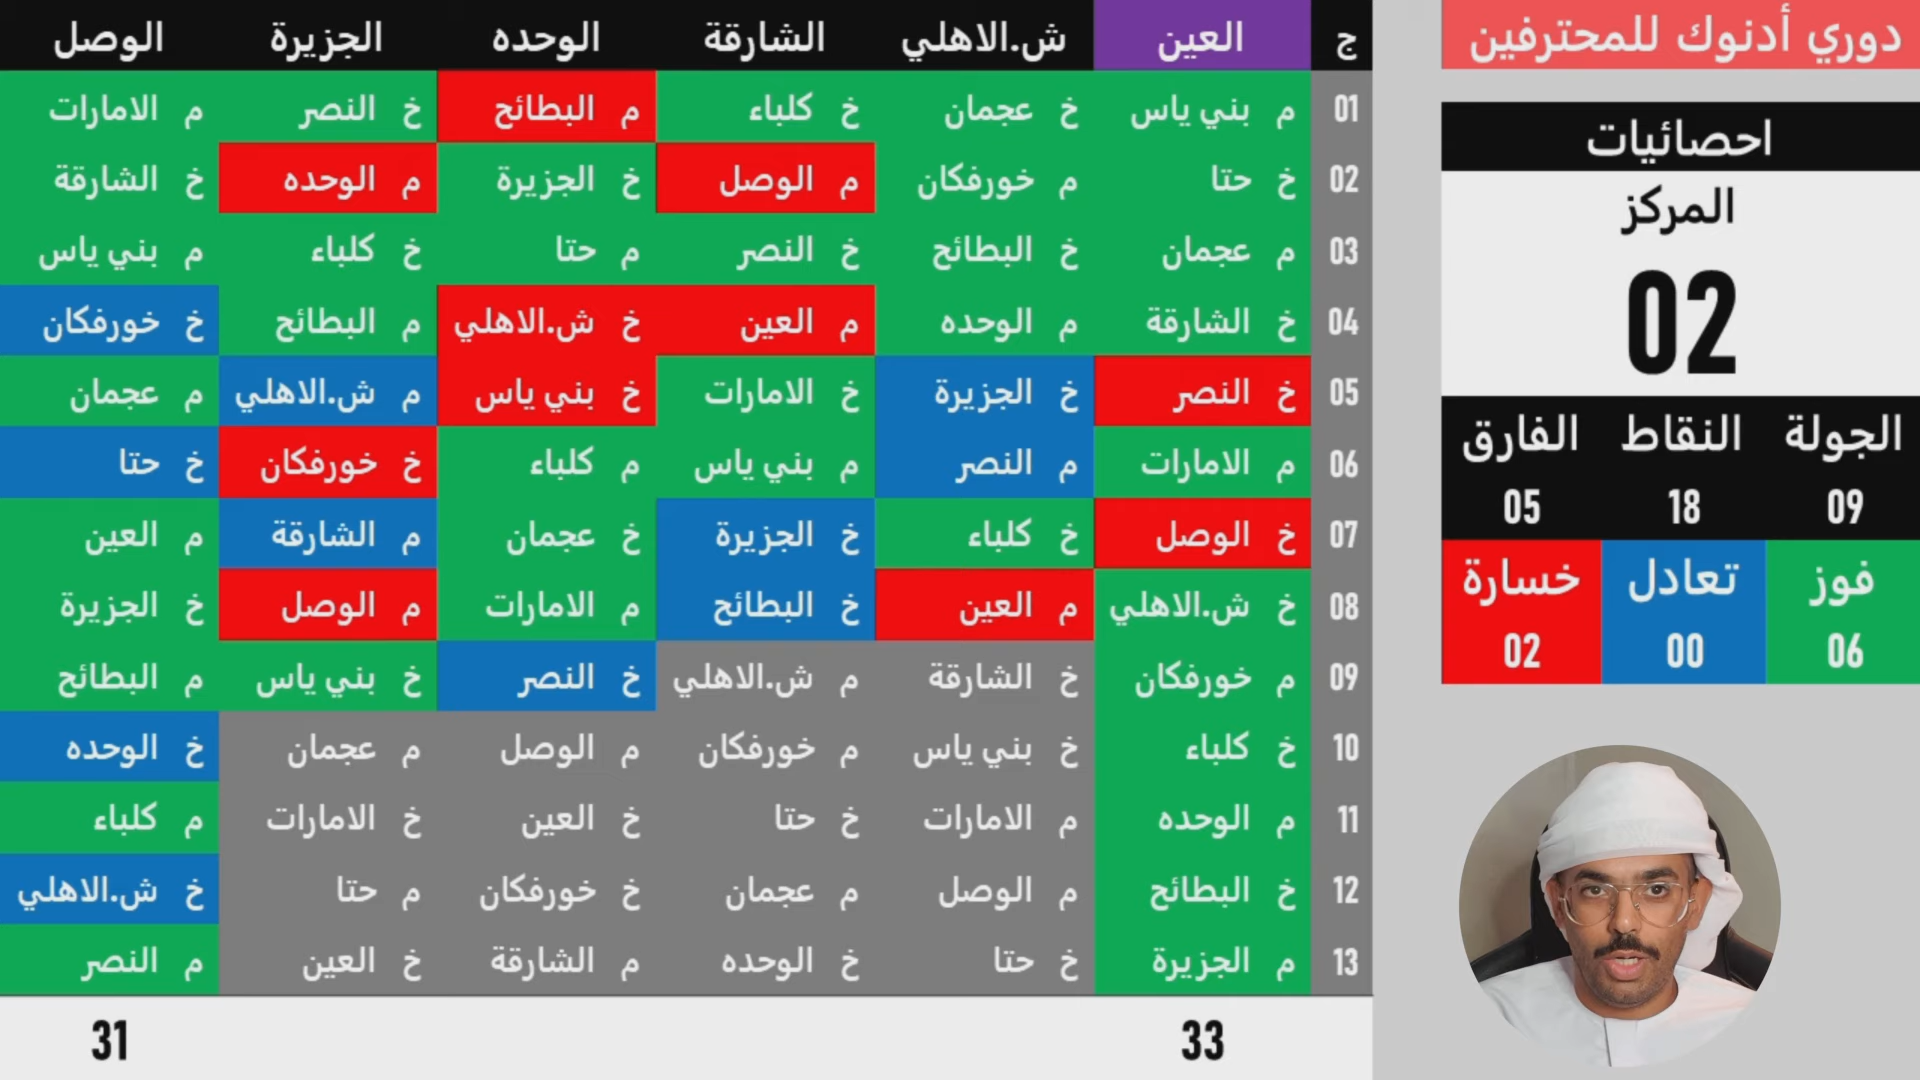 دوري أدنوك للمحترفين
احصائيات
المركز
02
الجولة النقاط الفارق
09 18 05
فوز تعادل خسارة
06 00 02
ج العين ش.الاهلي الشارقة الوحده الجزيرة الوصل
01 م بني ياس خ عجمان خ كلباء م البطائح خ النصر م الامارات
02 خ حتا م خورفكان م الوصل خ الجزيرة م الوحده خ الشارقة
03 م عجمان خ البطائح خ النصر م حتا خ كلباء م بني ياس
04 خ الشارقة م الوحده م العين خ ش.الاهلي م البطائح خ خورفكان
05 خ النصر خ الجزيرة خ الامارات خ بني ياس م ش.الاهلي م عجمان
06 م الامارات م النصر م بني ياس م كلباء خ خورفكان خ حتا
07 خ الوصل خ كلباء خ الجزيرة خ عجمان م الشارقة م العين
08 خ ش.الاهلي م العين خ البطائح م الامارات م الوصل خ الجزيرة
09 م خورفكان خ الشارقة م ش.الاهلي خ النصر خ بني ياس م البطائح
10 خ كلباء خ بني ياس م خورفكان م الوصل م عجمان خ الوحده
11 م الوحده م الامارات خ حتا خ العين خ الامارات م كلباء
12 خ البطائح م الوصل م عجمان خ خورفكان م حتا خ ش.الاهلي
13 م الجزيرة خ حتا خ الوحده م الشارقة خ العين م النصر
33 31